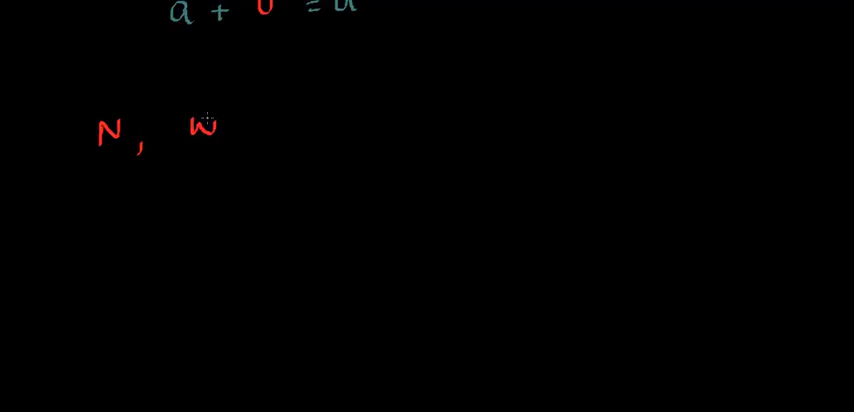 a + 0 = a
N, W